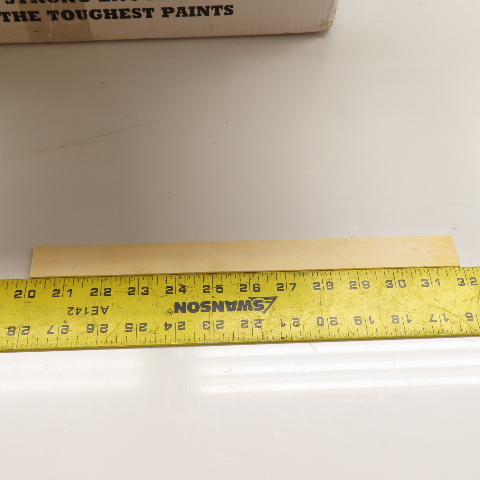 THE TOUGHEST PAINTS
20 21 22 23 24 25 26 27 28 29 30 31 32
AE142 ® SWANSON
28 27 26 25 24 23 22 21 20 19 18 17 16